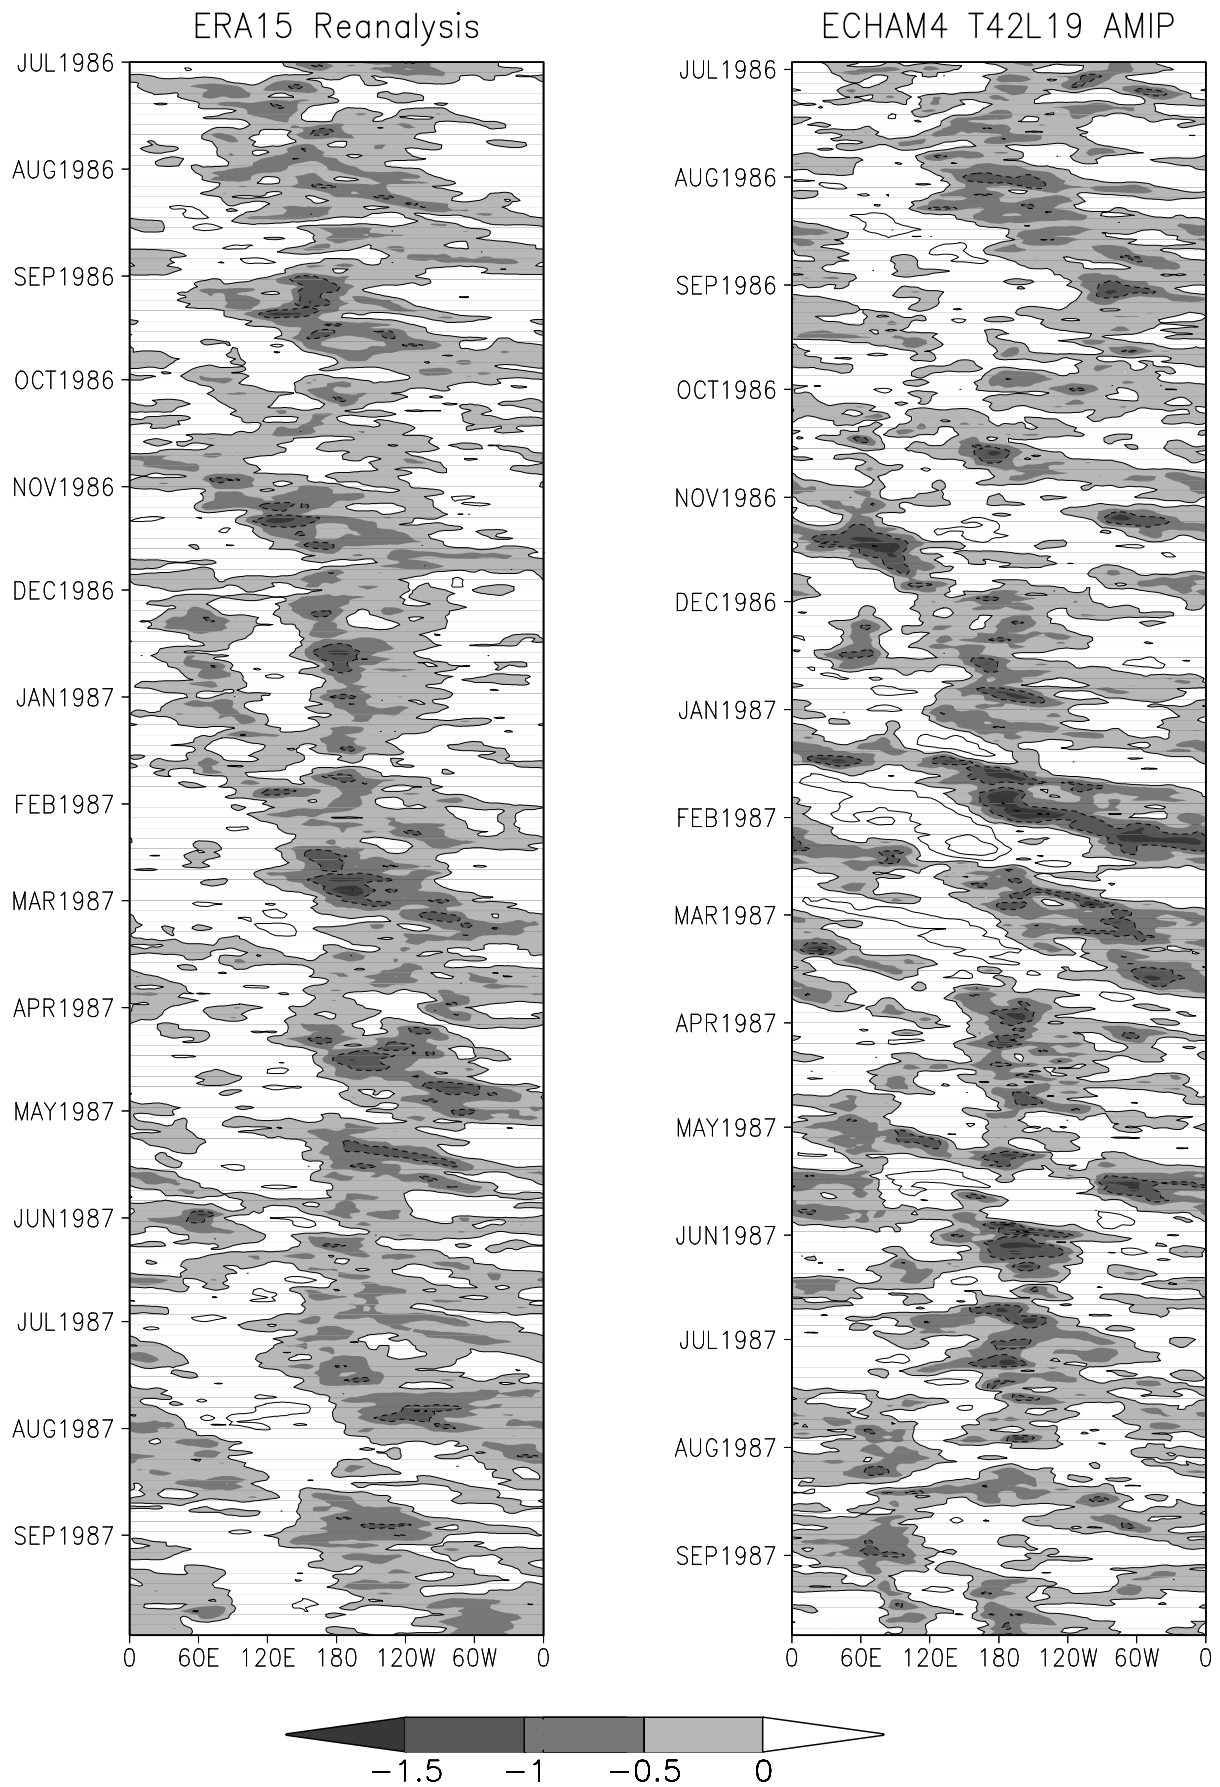 ERA15 Reanalysis
JUL1986
AUG1986
SEP1986
OCT1986
NOV1986
DEC1986
JAN1987
FEB1987
MAR1987
APR1987
MAY1987
JUN1987
JUL1987
AUG1987
SEP1987
0 60E 120E 180 120W 60W 0
ECHAM4 T42L19 AMIP
JUL1986
AUG1986
SEP1986
OCT1986
NOV1986
DEC1986
JAN1987
FEB1987
MAR1987
APR1987
MAY1987
JUN1987
JUL1987
AUG1987
SEP1987
0 60E 120E 180 120W 60W 0
−1.5 −1 −0.5 0